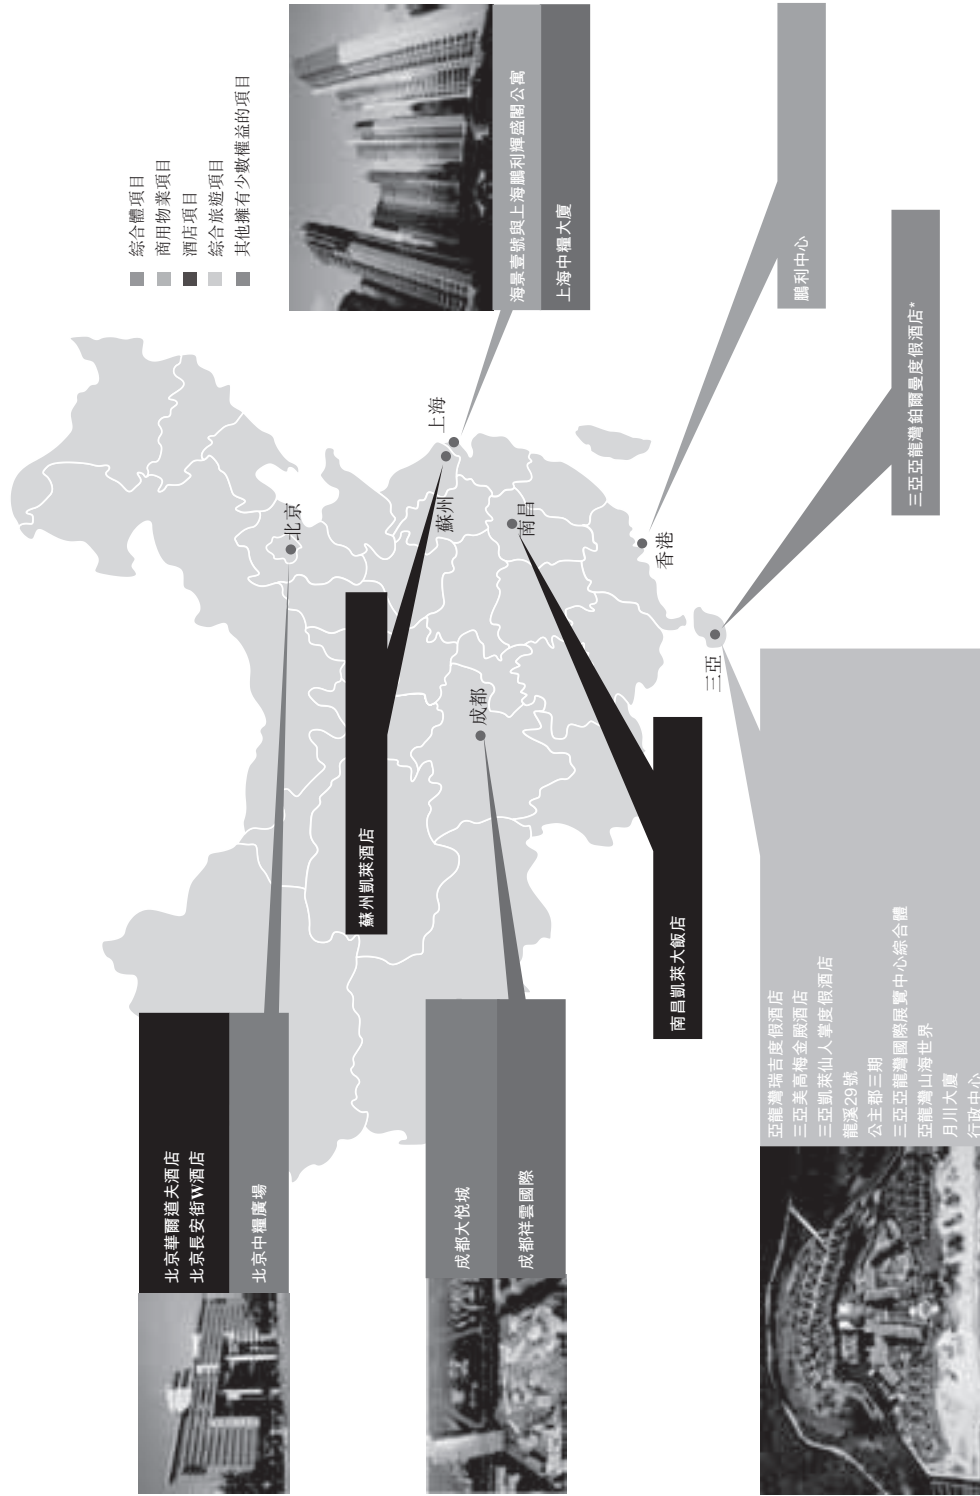 綜合體項目
商用物業項目
酒店項目
綜合旅遊項目
其他擁有少數權益的項目
北京華爾道夫酒店
北京長安街W酒店
北京中糧廣場
北京
蘇州凱萊酒店
蘇州
上海
海景壹號與上海鵬利輝盛閣公寓
上海中糧大廈
成都大悅城
成都祥雲國際
成都
南昌凱萊大飯店
南昌
香港
鵬利中心
三亞
三亞亞龍灣鉑爾曼度假酒店*
亞龍灣瑞吉度假酒店
三亞美高梅金殿酒店
三亞凱萊仙人掌度假酒店
龍溪29號
公主郡三期
三亞亞龍灣國際展覽中心綜合體
亞龍灣山海世界
月川大廈
行政中心